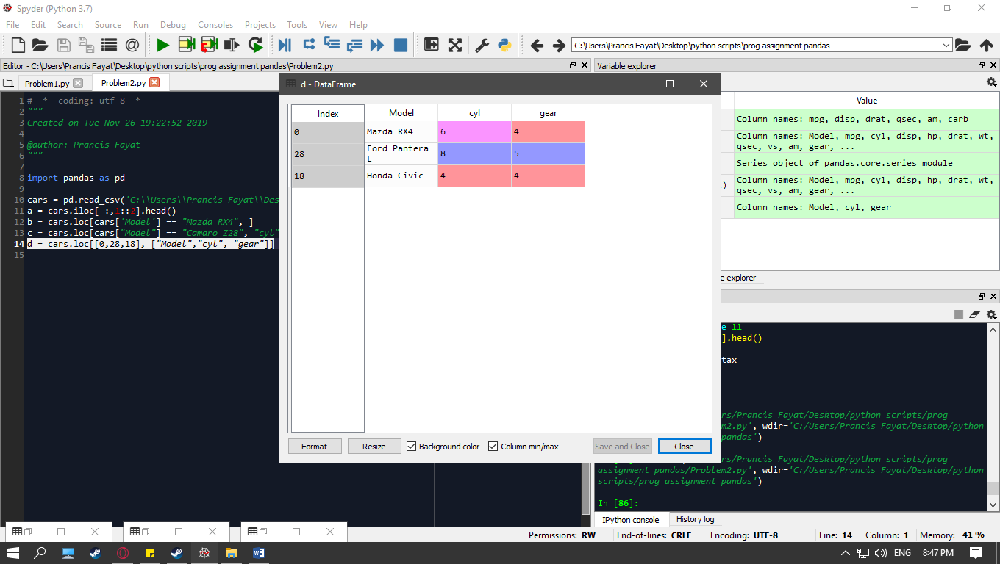 Spyder (Python 3.7)
File Edit Search Source Run Debug Consoles Projects Tools View Help
C:\Users\Prancis Fayat\Desktop\python scripts\prog assignment pandas
Editor - C:\Users\Prancis Fayat\Desktop\python scripts\prog assignment pandas\Problem2.py
Problem1.py Problem2.py
1 # -*- coding: utf-8 -*-
2 """
3 Created on Tue Nov 26 19:22:52 2019
4
5 @author: Prancis Fayat
6 """
7
8 import pandas as pd
9
10 cars = pd.read_csv('C:\\Users\\Prancis Fayat\\Des
11 a = cars.iloc[ :,1::2].head()
12 b = cars.loc[cars['Model'] == "Mazda RX4", ]
13 c = cars.loc[cars["Model"] == "Camaro Z28", "cyl"
14 d = cars.loc[[0,28,18], ["Model","cyl", "gear"]]
15
d - DataFrame
Index Model cyl gear
0 Mazda RX4 6 4
28 Ford Pantera L 8 5
18 Honda Civic 4 4
Format Resize Background color Column min/max Save and Close Close
Variable explorer
Value
Column names: mpg, disp, drat, qsec, am, carb
Column names: Model, mpg, cyl, disp, hp, drat, wt,
qsec, vs, am, gear, ...
Series object of pandas.core.series module
) Column names: Model, mpg, cyl, disp, hp, drat, wt,
qsec, vs, am, gear, ...
Column names: Model, cyl, gear
e explorer
e 11
].head()
tax
rs/Prancis Fayat/Desktop/python scripts/prog
m2.py', wdir='C:/Users/Prancis Fayat/Desktop/python
pandas')
rs/Prancis Fayat/Desktop/python scripts/prog
assignment pandas/Problem2.py', wdir='C:/Users/Prancis Fayat/Desktop/python
scripts/prog assignment pandas')
In [86]:
IPython console History log
Permissions: RW End-of-lines: CRLF Encoding: UTF-8 Line: 14 Column: 1 Memory: 41 %
ENG 8:47 PM